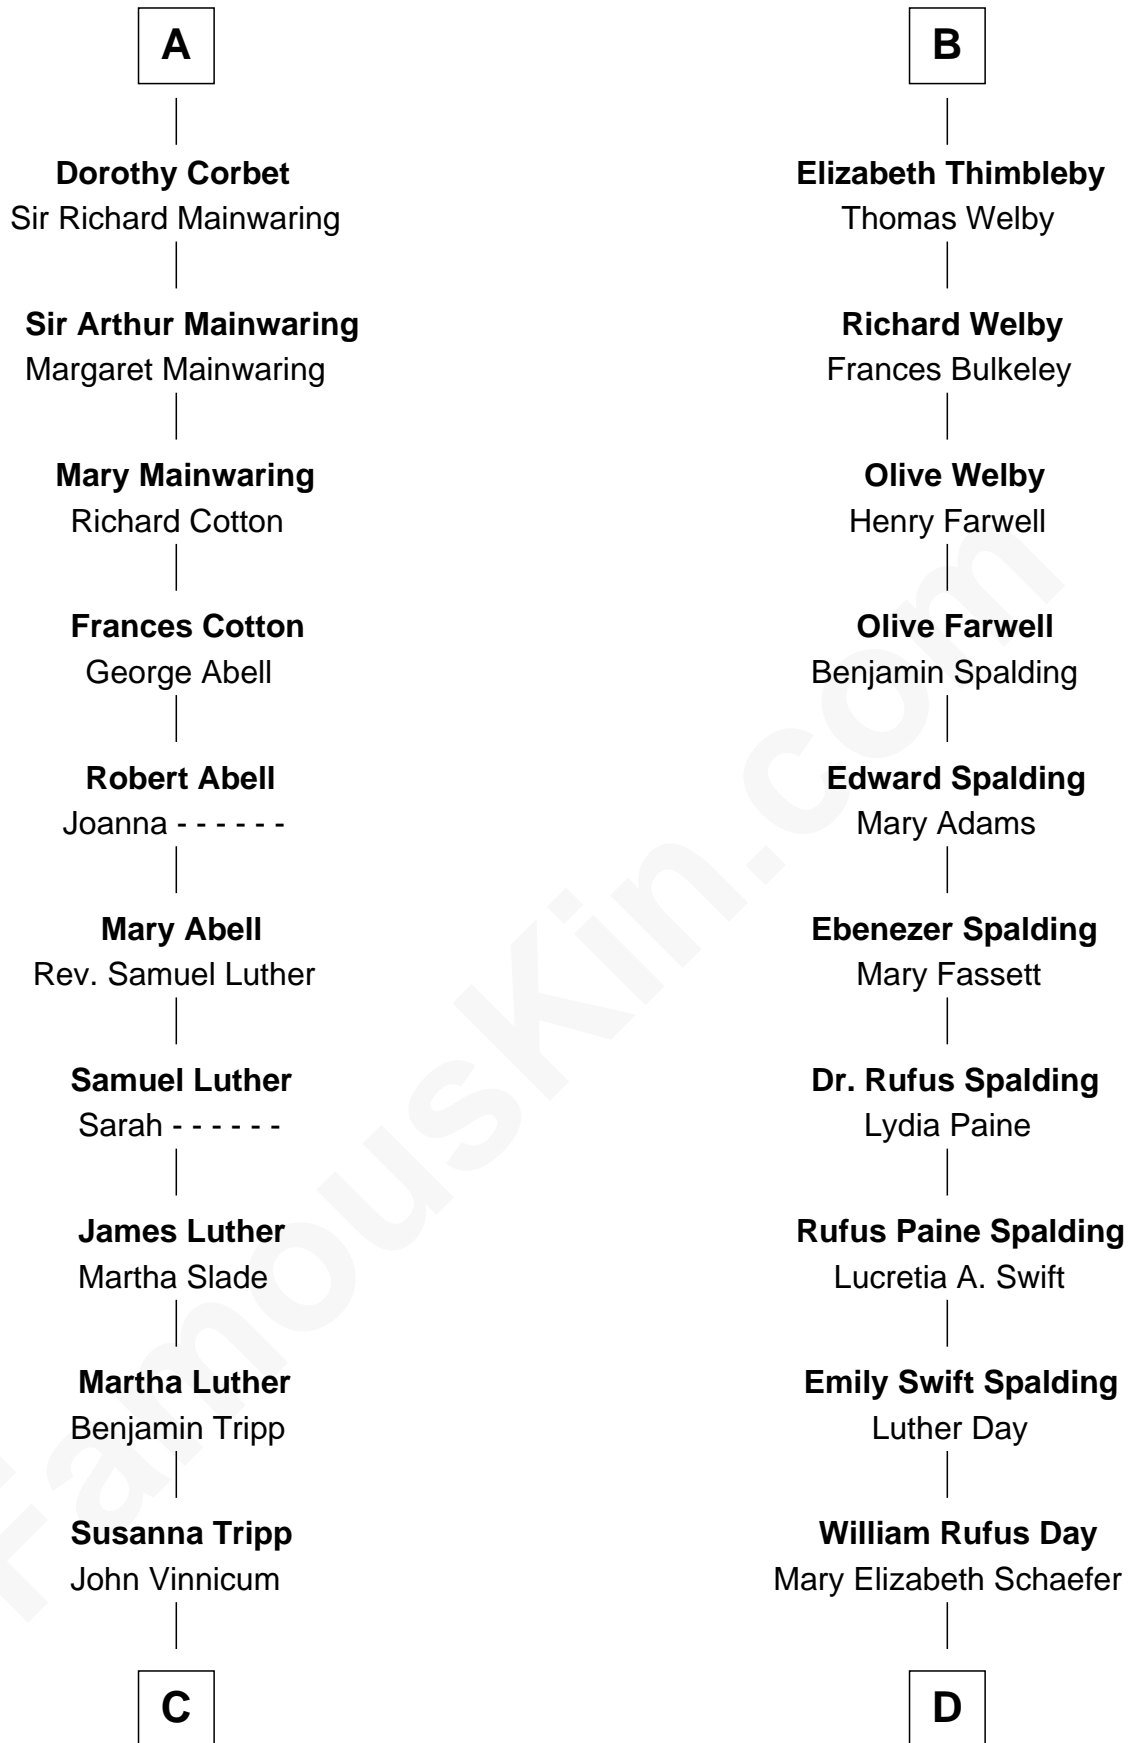 A
Dorothy Corbet
Sir Richard Mainwaring
Sir Arthur Mainwaring
Margaret Mainwaring
Mary Mainwaring
Richard Cotton
Frances Cotton
George Abell
Robert Abell
Joanna - - - - - -
Mary Abell
Rev. Samuel Luther
Samuel Luther
Sarah - - - - - -
James Luther
Martha Slade
Martha Luther
Benjamin Tripp
Susanna Tripp
John Vinnicum
C
B
Elizabeth Thimbleby
Thomas Welby
Richard Welby
Frances Bulkeley
Olive Welby
Henry Farwell
Olive Farwell
Benjamin Spalding
Edward Spalding
Mary Adams
Ebenezer Spalding
Mary Fassett
Dr. Rufus Spalding
Lydia Paine
Rufus Paine Spalding
Lucretia A. Swift
Emily Swift Spalding
Luther Day
William Rufus Day
Mary Elizabeth Schaefer
D
FamousKin.com